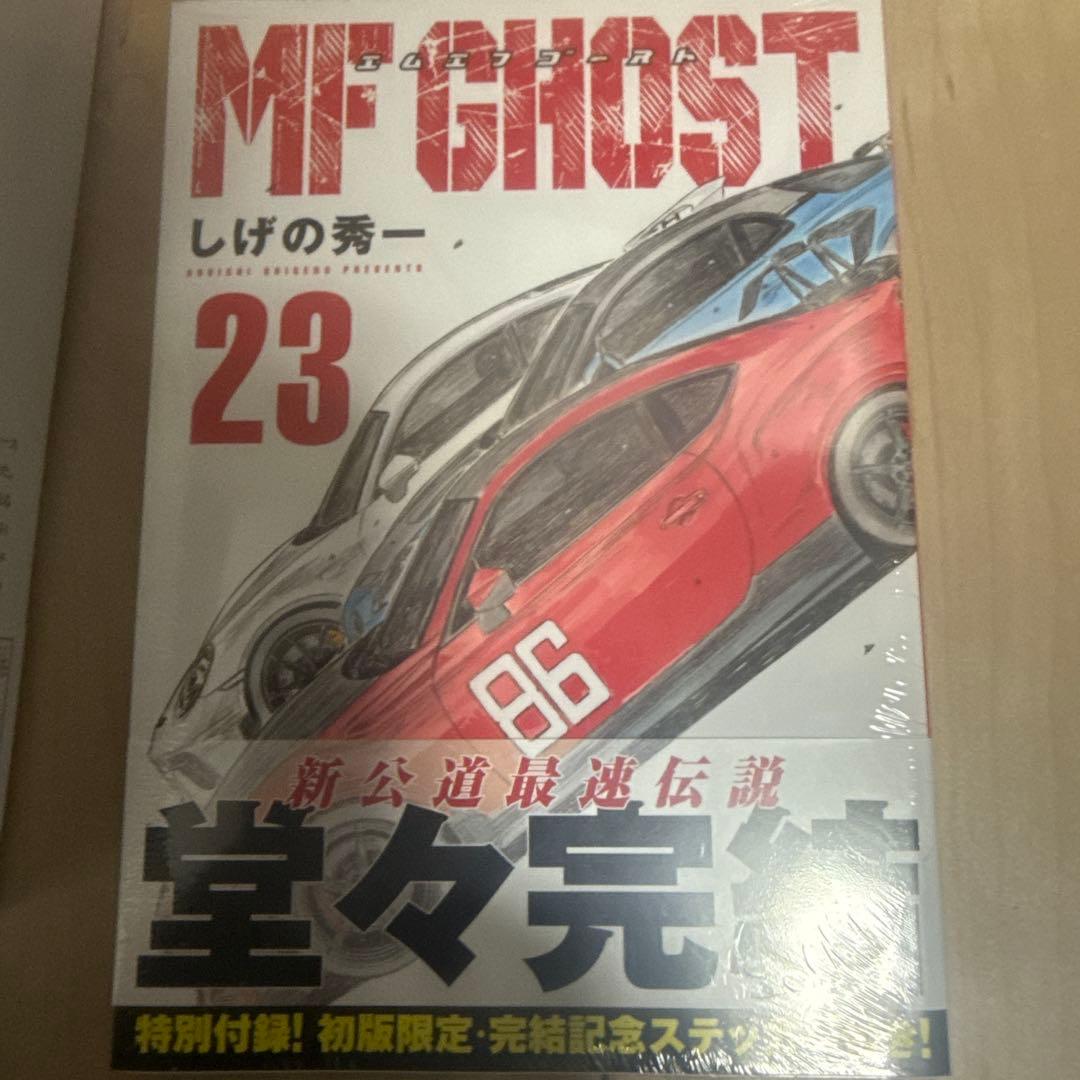 MF GHOST
エムエフゴースト
しげの秀一
SHUICHI SHIGENO PRESENTS
23
86
新公道最速伝説
堂々完結
特別付録！初版限定・完結記念ステッ き！